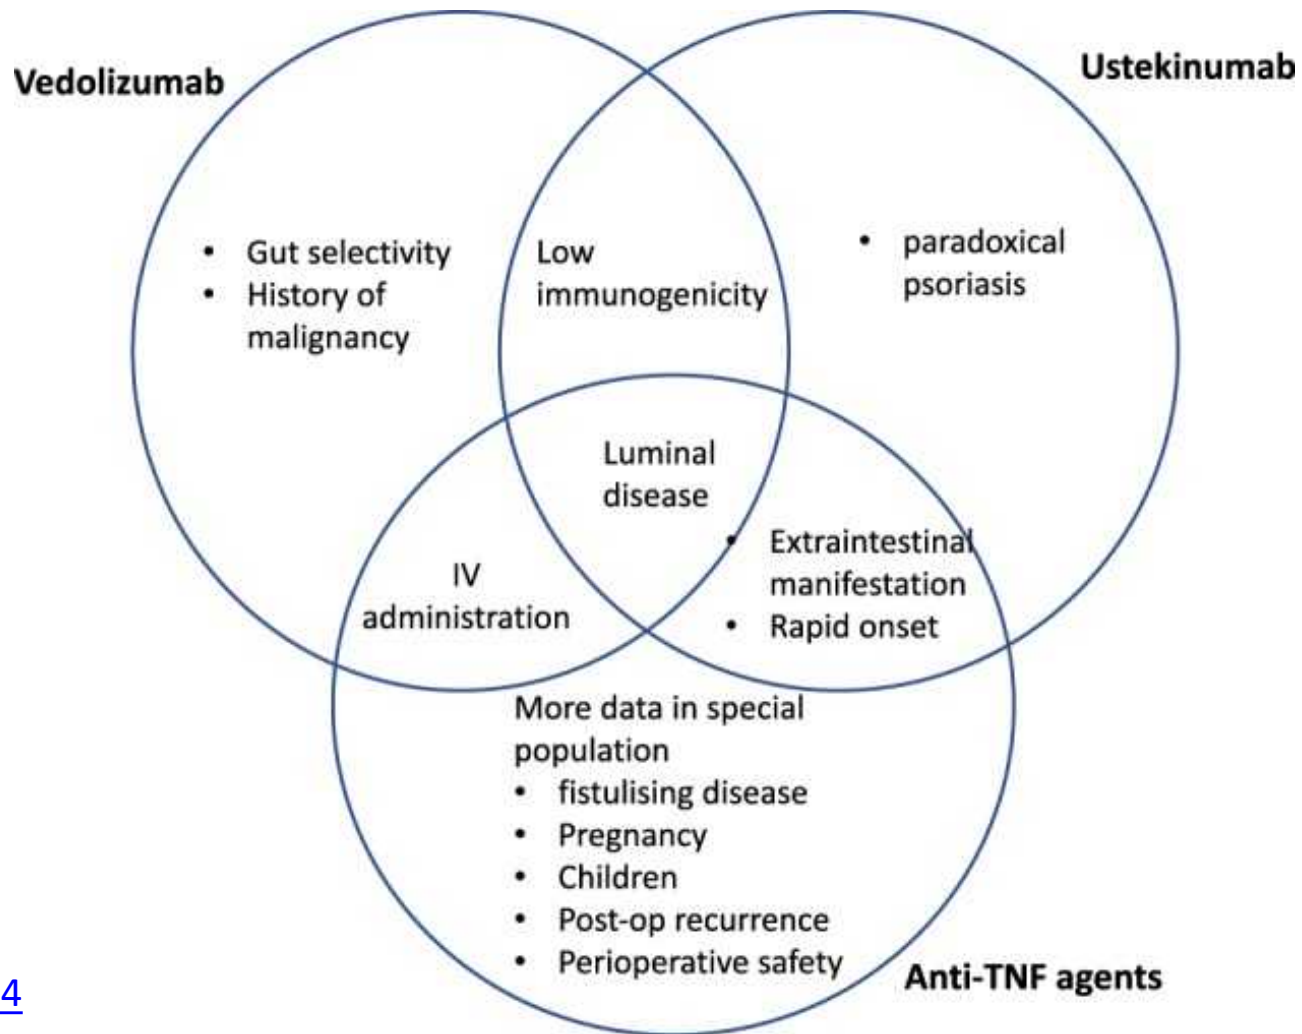 Vedolizumab
Ustekinumab
• Gut selectivity
• History of
malignancy
Low
immunogenicity
• paradoxical
psoriasis
Luminal
disease
IV
administration
• Extraintestinal
manifestation
• Rapid onset
More data in special
population
• fistulising disease
• Pregnancy
• Children
• Post-op recurrence
• Perioperative safety
Anti-TNF agents
4